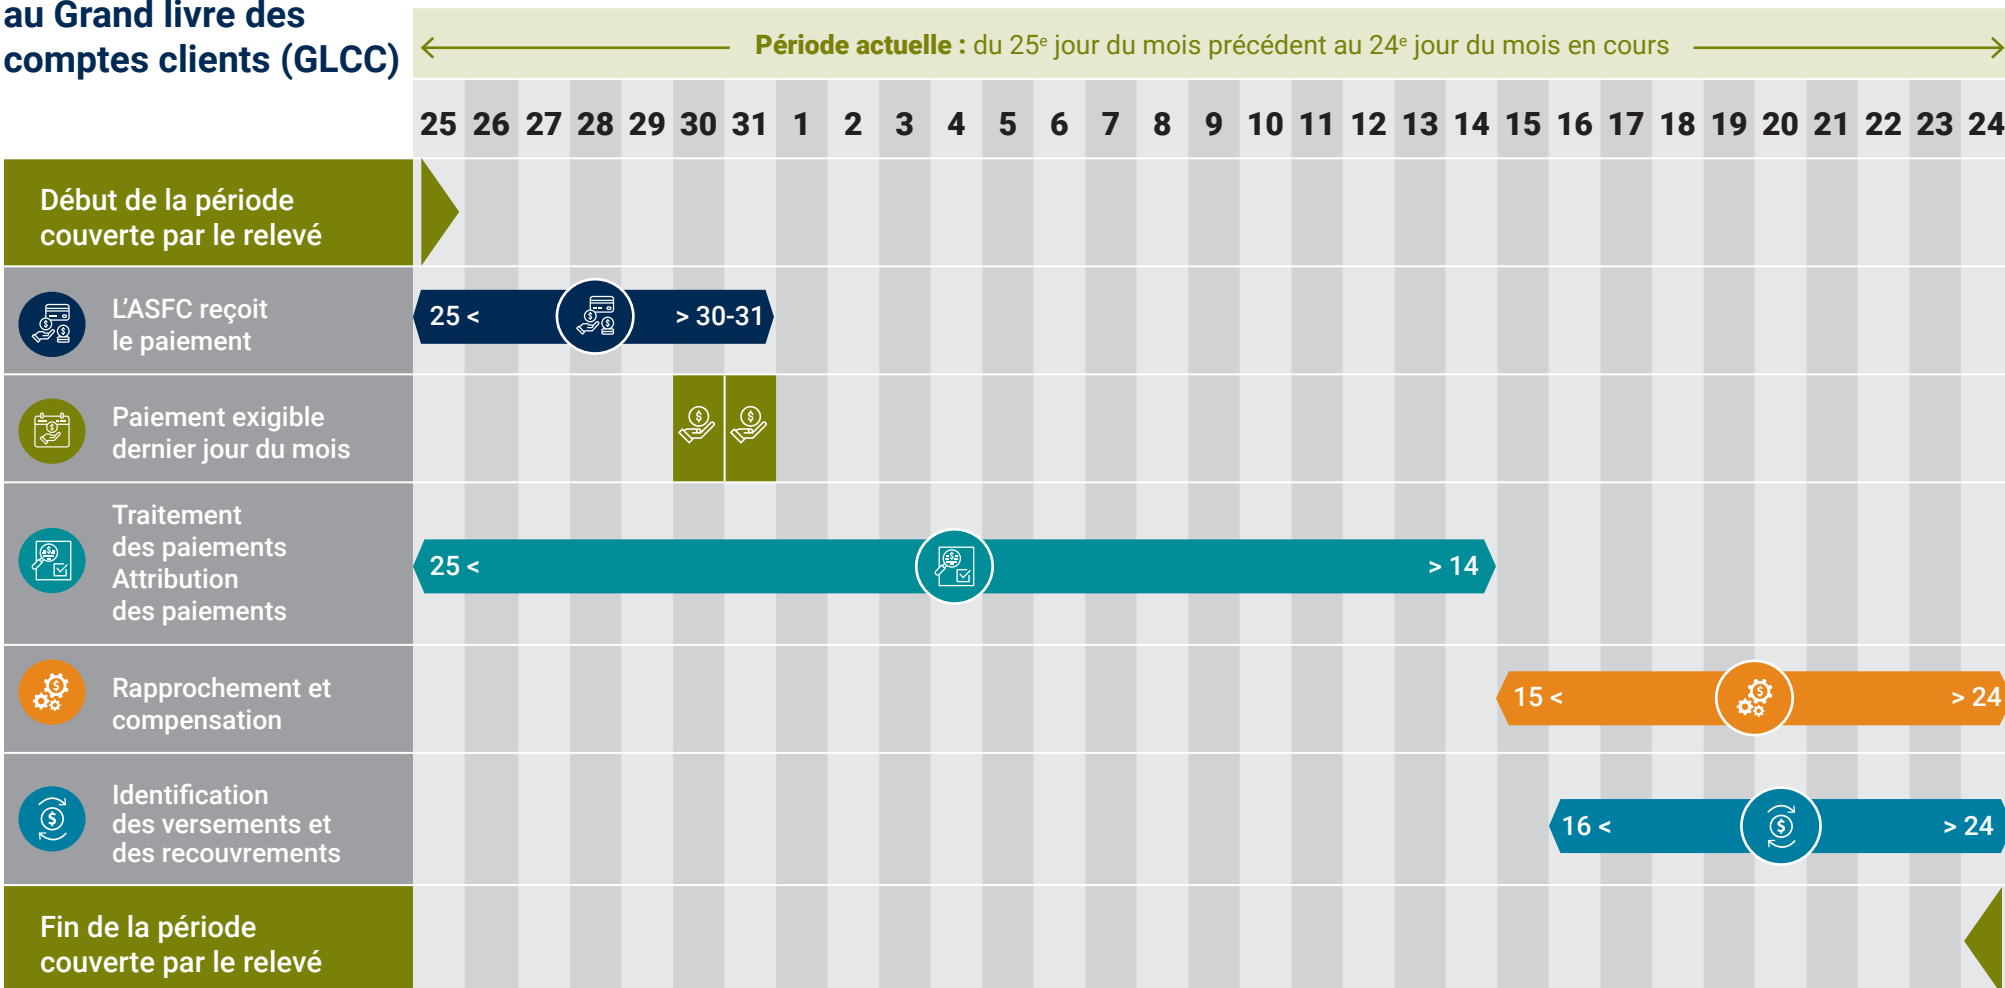 au Grand livre des
comptes clients (GLCC)
Période actuelle : du 25e jour du mois précédent au 24e jour du mois en cours
25 26 27 28 29 30 31 1 2 3 4 5 6 7 8 9 10 11 12 13 14 15 16 17 18 19 20 21 22 23 24
Début de la période
couverte par le relevé
L'ASFC reçoit
le paiement
25 < > 30-31
Paiement exigible
dernier jour du mois
Traitement
des paiements
Attribution
des paiements
25 < > 14
Rapprochement et
compensation
15 < > 24
Identification
des versements et
des recouvrements
16 < > 24
Fin de la période
couverte par le relevé